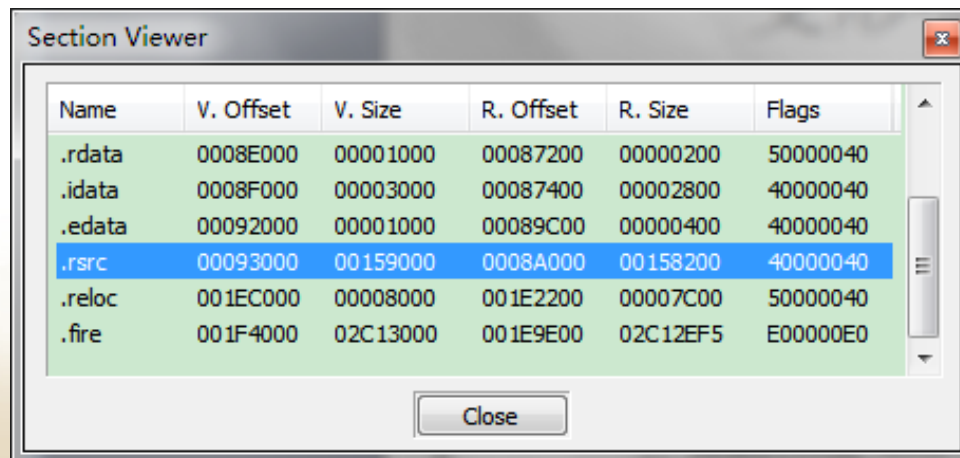 Section Viewer
Name V. Offset V. Size R. Offset R. Size Flags
.rdata 0008E000 00001000 00087200 00000200 50000040
.idata 0008F000 00003000 00087400 00002800 40000040
.edata 00092000 00001000 00089C00 00000400 40000040
.rsrc 00093000 00159000 0008A000 00158200 40000040
.reloc 001EC000 00008000 001E2200 00007C00 50000040
.fire 001F4000 02C13000 001E9E00 02C12EF5 E00000E0
Close